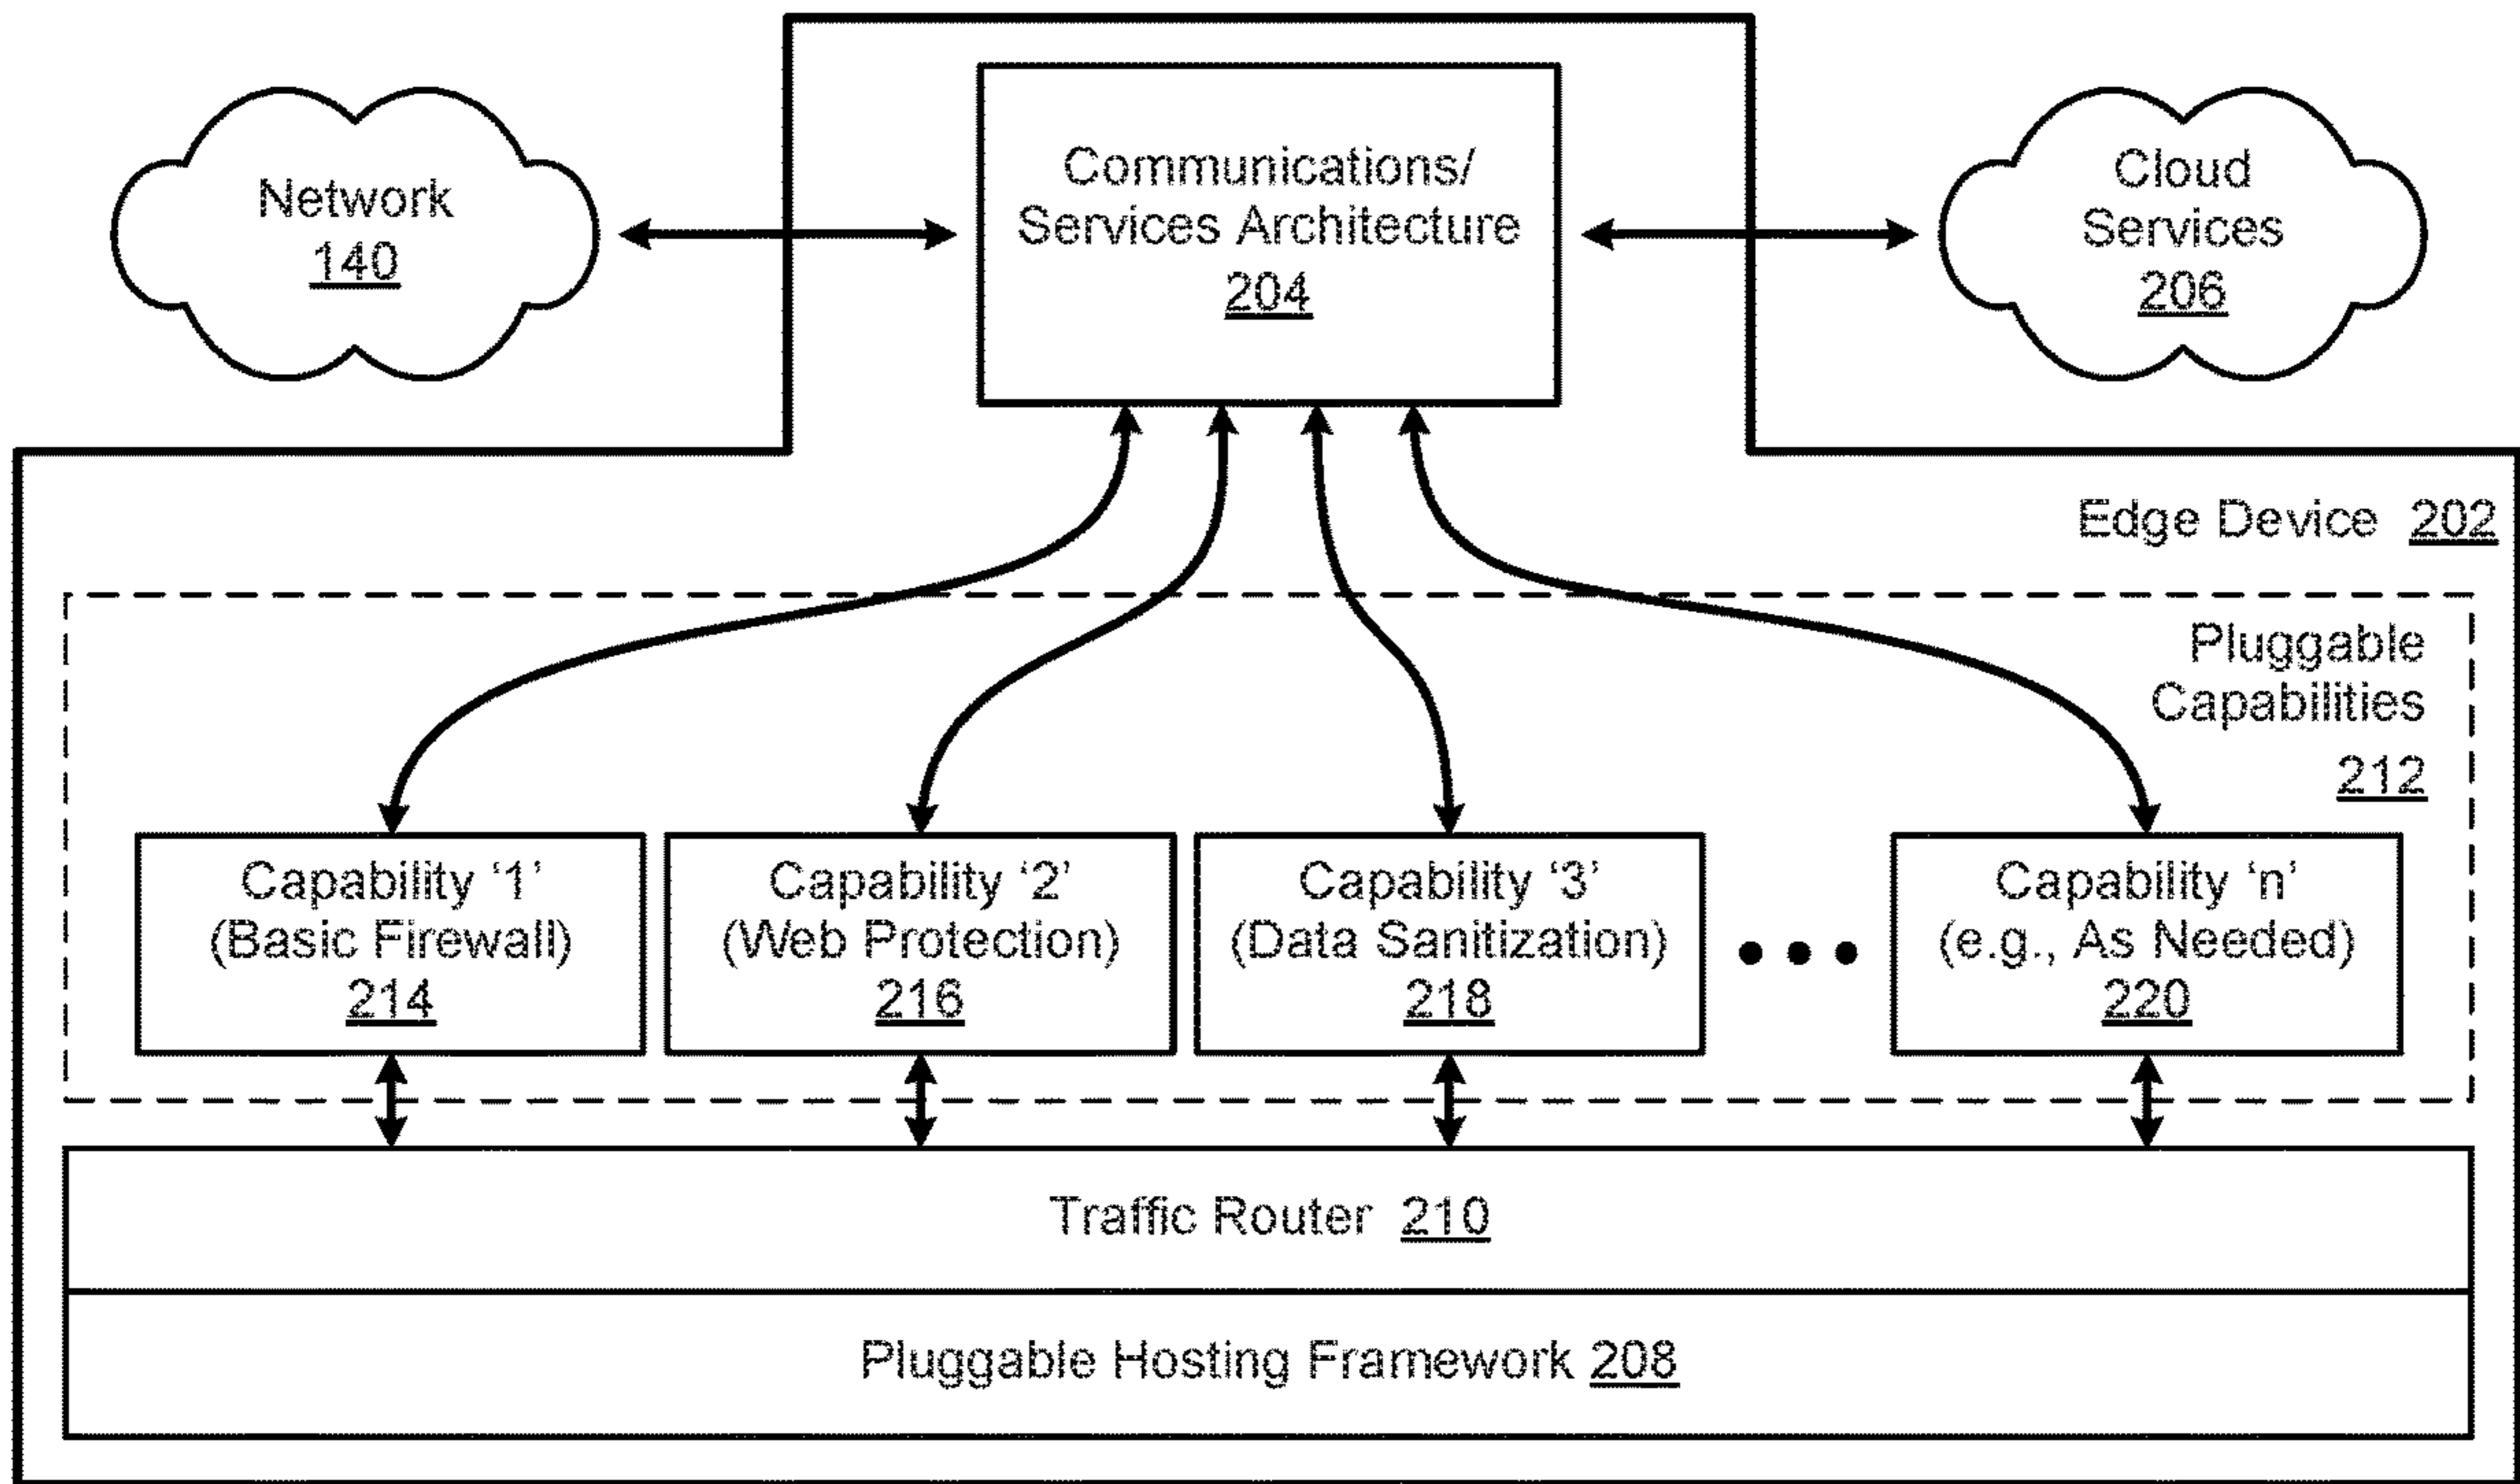 Network
140
Communications/
Services Architecture
204
Cloud
Services
206
Edge Device 202
Pluggable
Capabilities
212
Capability ‘1’
(Basic Firewall)
214
Capability ‘2’
(Web Protection)
216
Capability ‘3’
(Data Sanitization)
218
Capability ‘n’
(e.g., As Needed)
220
Traffic Router 210
Pluggable Hosting Framework 208